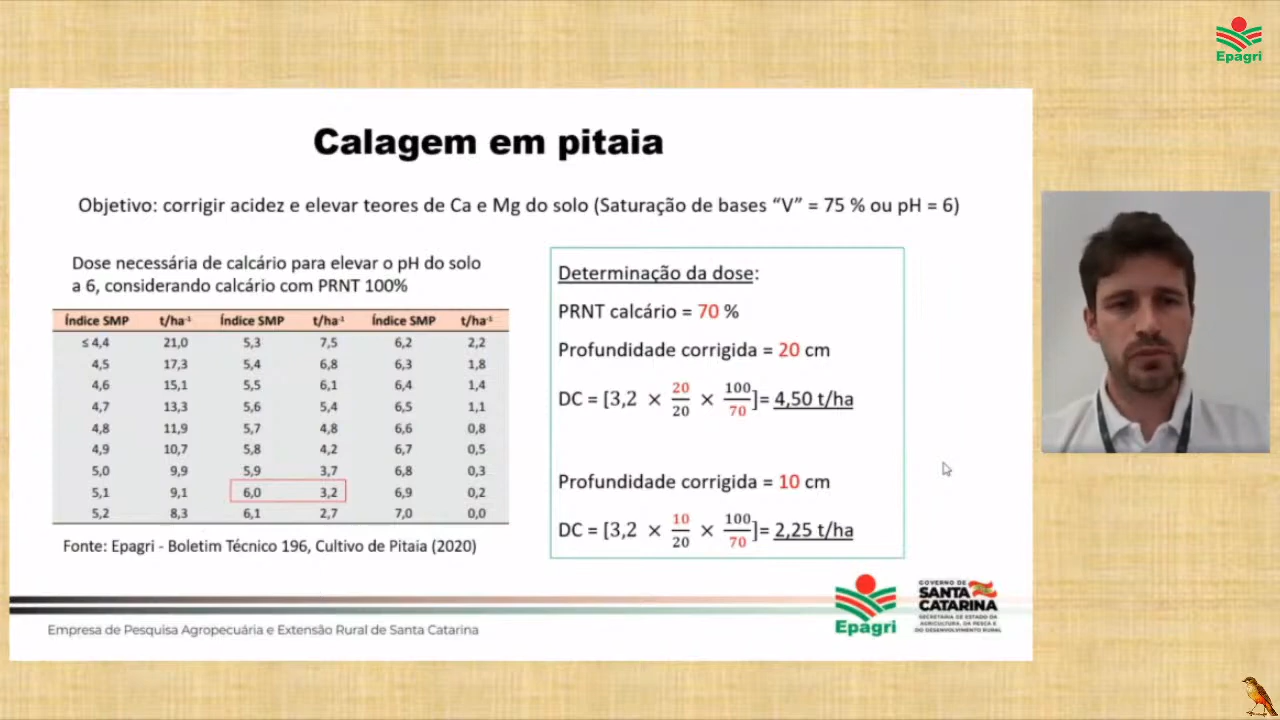 Epagri
Calagem em pitaia
Objetivo: corrigir acidez e elevar teores de Ca e Mg do solo (Saturação de bases “V” = 75 % ou pH = 6)
Dose necessária de calcário para elevar o pH do solo
a 6, considerando calcário com PRNT 100%
Índice SMP t/ha⁻¹ Índice SMP t/ha⁻¹ Índice SMP t/ha⁻¹
≤ 4,4 21,0 5,3 7,5 6,2 2,2
4,5 17,3 5,4 6,8 6,3 1,8
4,6 15,1 5,5 6,1 6,4 1,4
4,7 13,3 5,6 5,4 6,5 1,1
4,8 11,9 5,7 4,8 6,6 0,8
4,9 10,7 5,8 4,2 6,7 0,5
5,0 9,9 5,9 3,7 6,8 0,3
5,1 9,1 6,0 3,2 6,9 0,2
5,2 8,3 6,1 2,7 7,0 0,0
Fonte: Epagri - Boletim Técnico 196, Cultivo de Pitaia (2020)
Determinação da dose:
PRNT calcário = 70 %
Profundidade corrigida = 20 cm
DC = [3,2 × 20/20 × 100/70]= 4,50 t/ha
Profundidade corrigida = 10 cm
DC = [3,2 × 10/20 × 100/70]= 2,25 t/ha
Epagri
GOVERNO DE
SANTA
CATARINA
SECRETARIA DE ESTADO DA
AGRICULTURA, DA PESCA E
DO DESENVOLVIMENTO RURAL
Empresa de Pesquisa Agropecuária e Extensão Rural de Santa Catarina